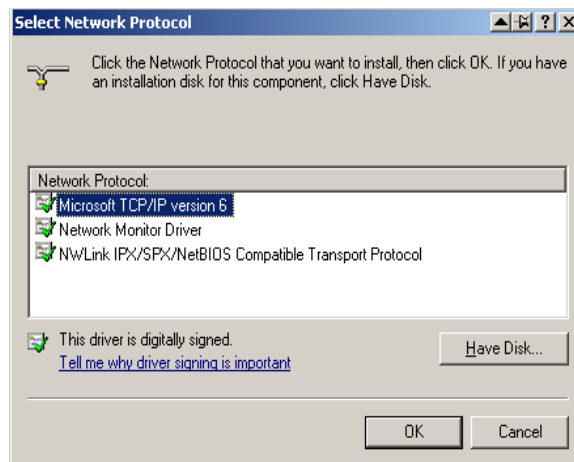 Select Network Protocol
Click the Network Protocol that you want to install, then click OK. If you have
an installation disk for this component, click Have Disk.
Network Protocol:
Microsoft TCP/IP version 6
Network Monitor Driver
NWLink IPX/SPX/NetBIOS Compatible Transport Protocol
This driver is digitally signed.
Tell me why driver signing is important
Have Disk...
OK
Cancel